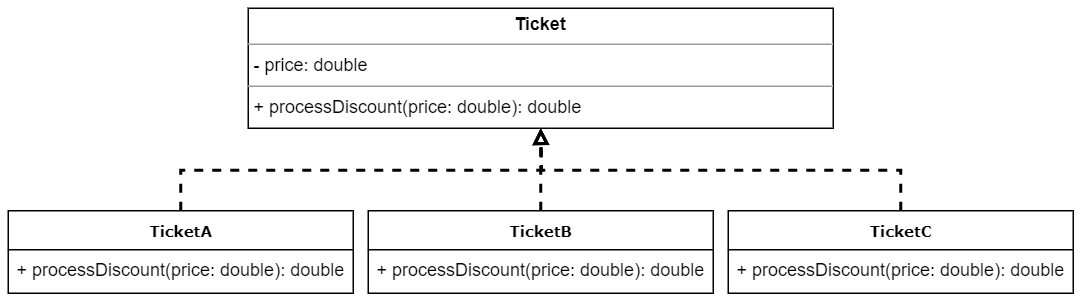 Ticket
- price: double
+ processDiscount(price: double): double
TicketA
+ processDiscount(price: double): double
TicketB
+ processDiscount(price: double): double
TicketC
+ processDiscount(price: double): double